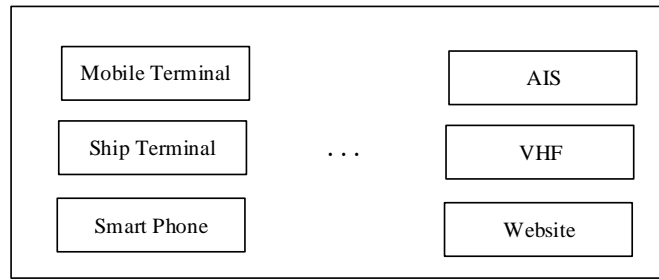 Mobile Terminal
AIS
Ship Terminal
. . .
VHF
Smart Phone
Website